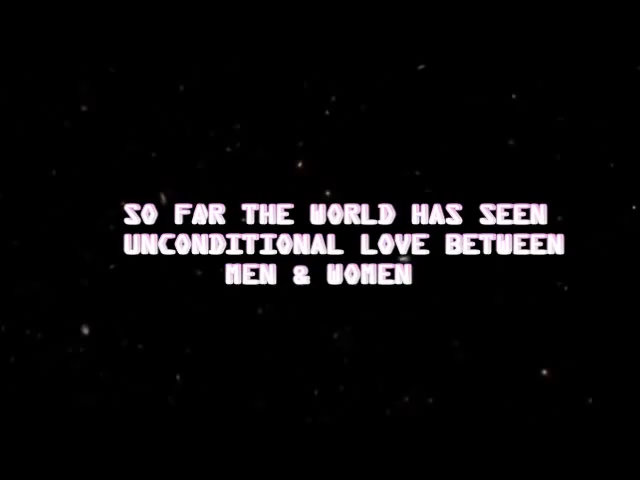 SO FAR THE WORLD HAS SEEN
UNCONDITIONAL LOVE BETWEEN
MEN & WOMEN